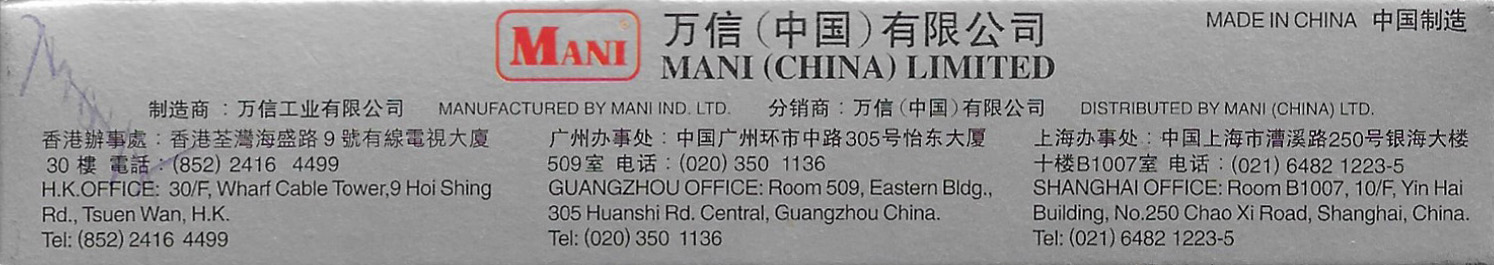 MANI
万信(中国)有限公司
MANI (CHINA) LIMITED
MADE IN CHINA 中国制造
制造商:万信工业有限公司 MANUFACTURED BY MANI IND. LTD. 分销商:万信(中国)有限公司 DISTRIBUTED BY MANI (CHINA) LTD.
香港辦事處:香港荃灣海盛路9號有線電視大廈
30樓 電話:(852) 2416 4499
H.K.OFFICE: 30/F, Wharf Cable Tower,9 Hoi Shing
Rd., Tsuen Wan, H.K.
Tel: (852) 2416 4499
广州办事处:中国广州环市中路305号怡东大厦
509室 电话:(020) 350 1136
GUANGZHOU OFFICE: Room 509, Eastern Bldg.,
305 Huanshi Rd. Central, Guangzhou China.
Tel: (020) 350 1136
上海办事处:中国上海市漕溪路250号银海大楼
十楼B1007室 电话:(021) 6482 1223-5
SHANGHAI OFFICE: Room B1007, 10/F, Yin Hai
Building, No.250 Chao Xi Road, Shanghai, China.
Tel: (021) 6482 1223-5